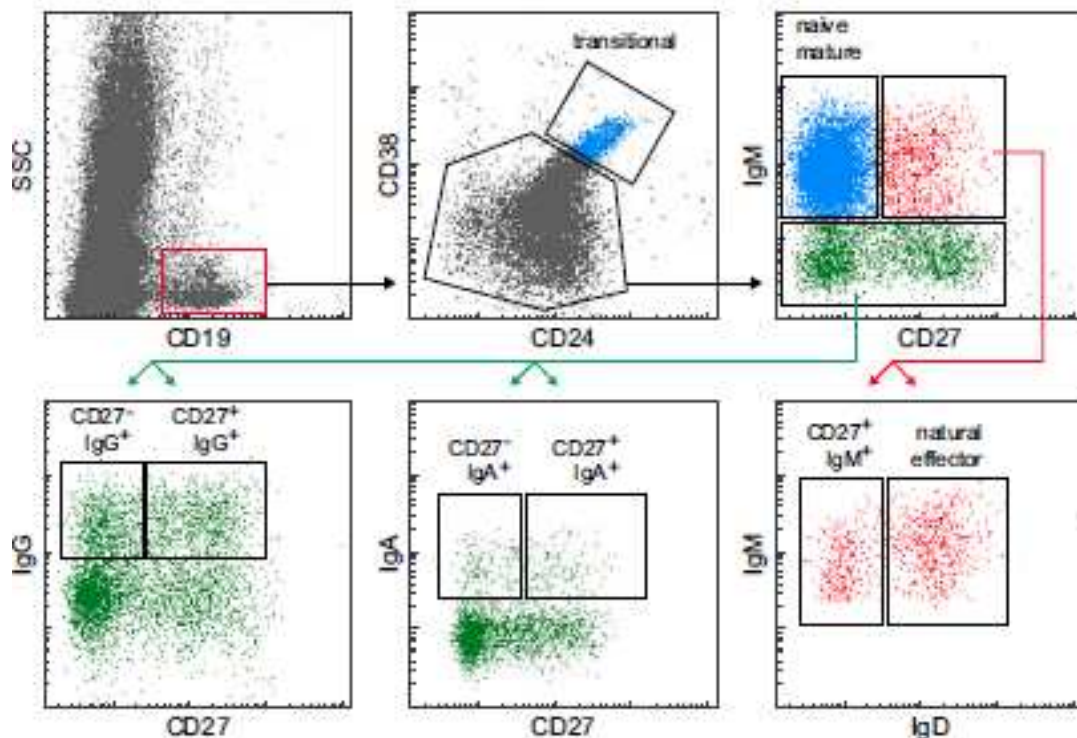 SSC
CD19
transitional
CD38
CD24
naive
mature
IgM
CD27
CD27-
IgG+
CD27+
IgG+
IgG
CD27
CD27-
IgA+
CD27+
IgA+
IgA
CD27
CD27+
IgM+
natural
effector
IgM
IgD